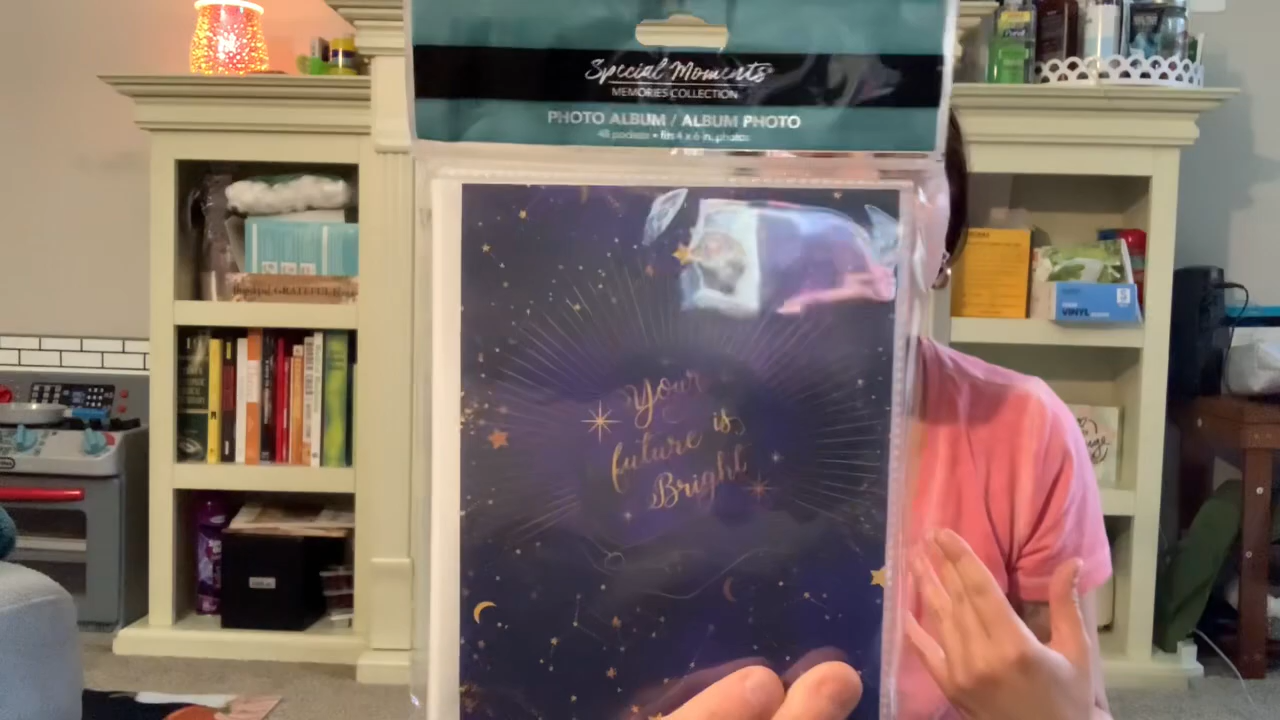 Special Moments
MEMORIES COLLECTION
PHOTO ALBUM / ALBUM PHOTO
48 pockets • fits 4 x 6 in. photos
Your
future is
Bright
GRATEFUL
VINYL